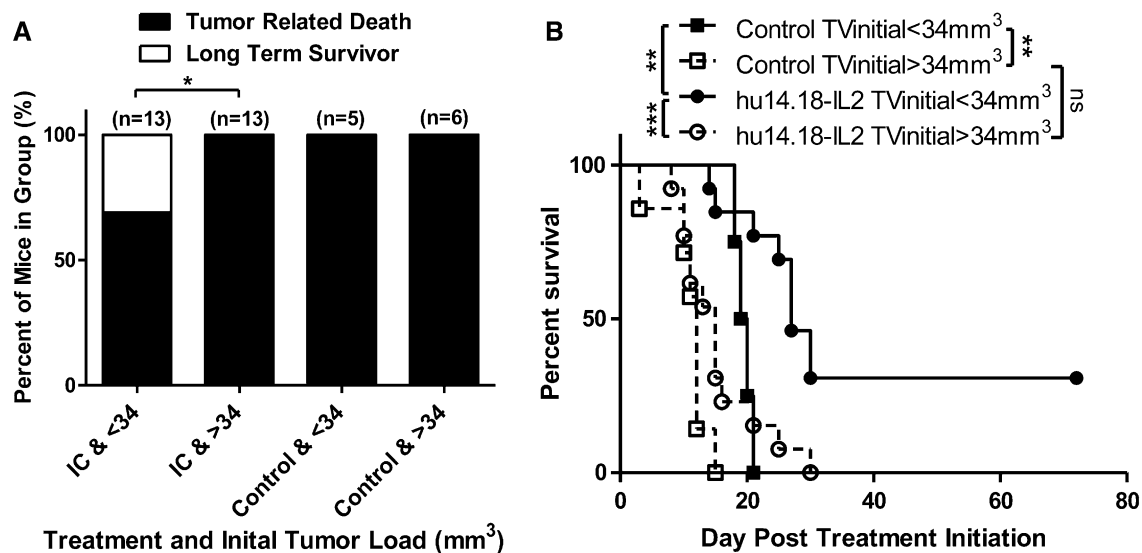 A
Tumor Related Death
Long Term Survivor
*
(n=13) (n=13) (n=5) (n=6)
Percent of Mice in Group (%)
100
50
0
IC & <34
IC & >34
Control & <34
Control & >34
Treatment and Inital Tumor Load (mm³)
B
Control TVinitial<34mm³
Control TVinitial>34mm³
hu14.18-IL2 TVinitial<34mm³
hu14.18-IL2 TVinitial>34mm³
**
***
**
ns
Percent survival
100
50
0
0 20 40 60 80
Day Post Treatment Initiation